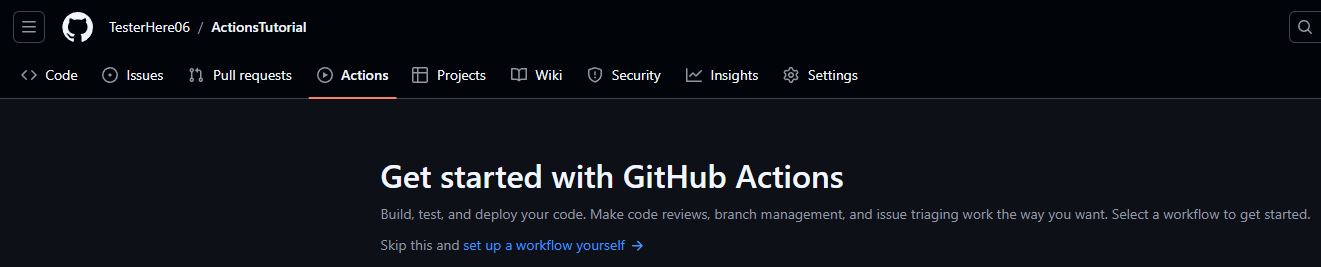 TesterHere06 / ActionsTutorial
Code Issues Pull requests Actions Projects Wiki Security Insights Settings
Get started with GitHub Actions
Build, test, and deploy your code. Make code reviews, branch management, and issue triaging work the way you want. Select a workflow to get started.
Skip this and set up a workflow yourself →